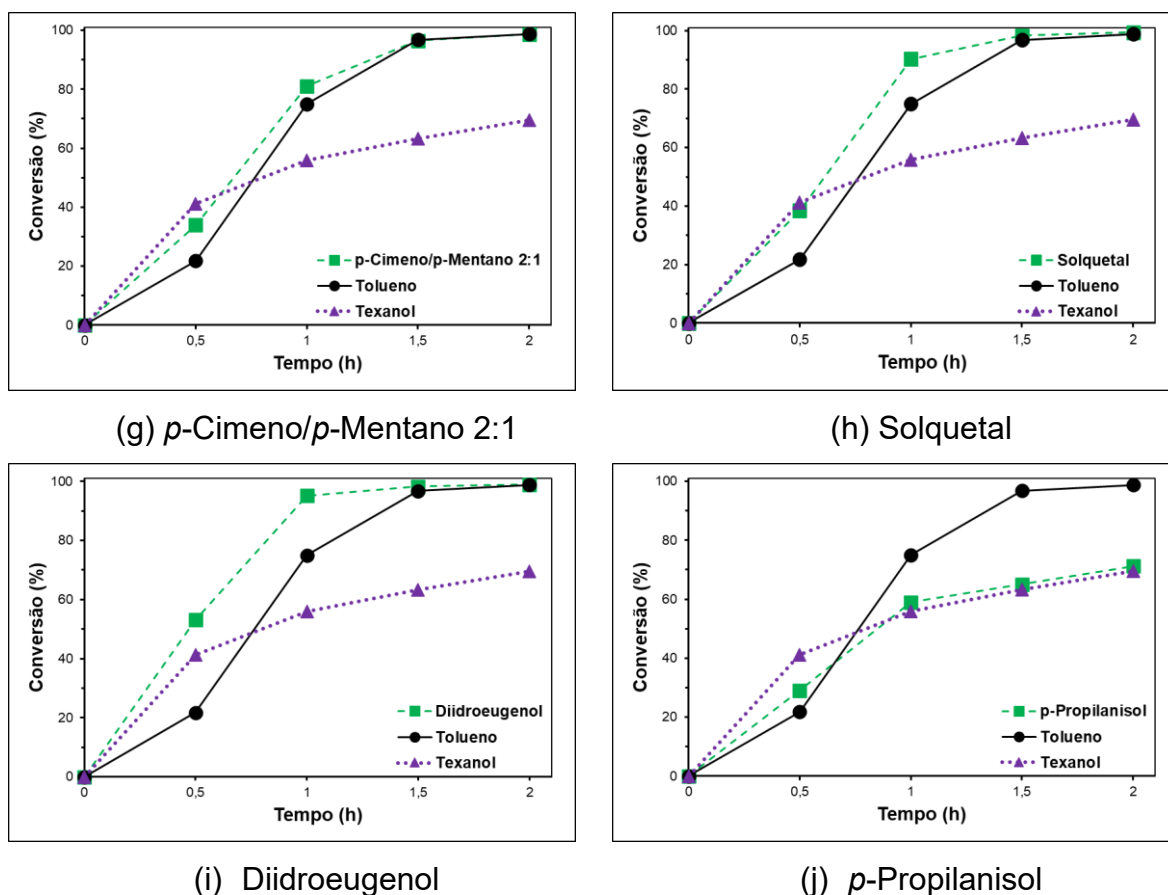 100
80
60
40
20
0
Conversão (%)
p-Cimeno/p-Mentano 2:1
Tolueno
Texanol
0 0,5 1 1,5 2
Tempo (h)
(g) p-Cimeno/p-Mentano 2:1
100
80
60
40
20
0
Conversão (%)
Solquetal
Tolueno
Texanol
0 0,5 1 1,5 2
Tempo (h)
(h) Solquetal
100
80
60
40
20
0
Conversão (%)
Diidroeugenol
Tolueno
Texanol
0 0,5 1 1,5 2
Tempo (h)
(i) Diidroeugenol
100
80
60
40
20
0
Conversão (%)
p-Propilanisol
Tolueno
Texanol
0 0,5 1 1,5 2
Tempo (h)
(j) p-Propilanisol